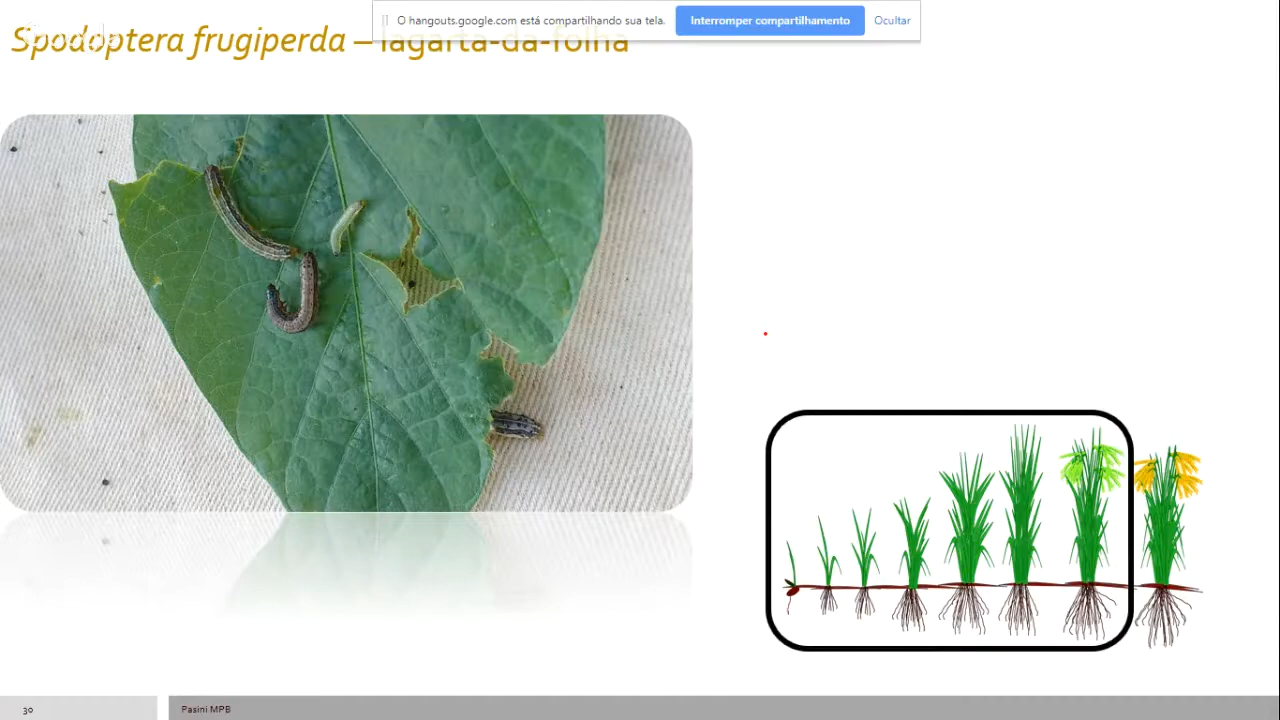 O hangouts.google.com está compartilhando sua tela.
Interromper compartilhamento
Ocultar
Spodoptera frugiperda – lagarta-da-folha
30
Pasini MPB